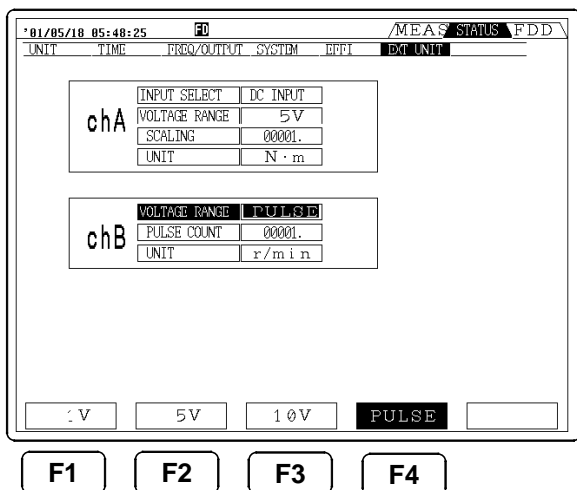 '01/05/18 05:48:25 FD MEAS STATUS FDD
UNIT TIME FREQ/OUTPUT SYSTEM EFFI EXT UNIT
chA
INPUT SELECT DC INPUT
VOLTAGE RANGE 5V
SCALING 00001.
UNIT N·m
chB
VOLTAGE RANGE PULSE
PULSE COUNT 00001.
UNIT r/min
1V 5V 10V PULSE
F1 F2 F3 F4